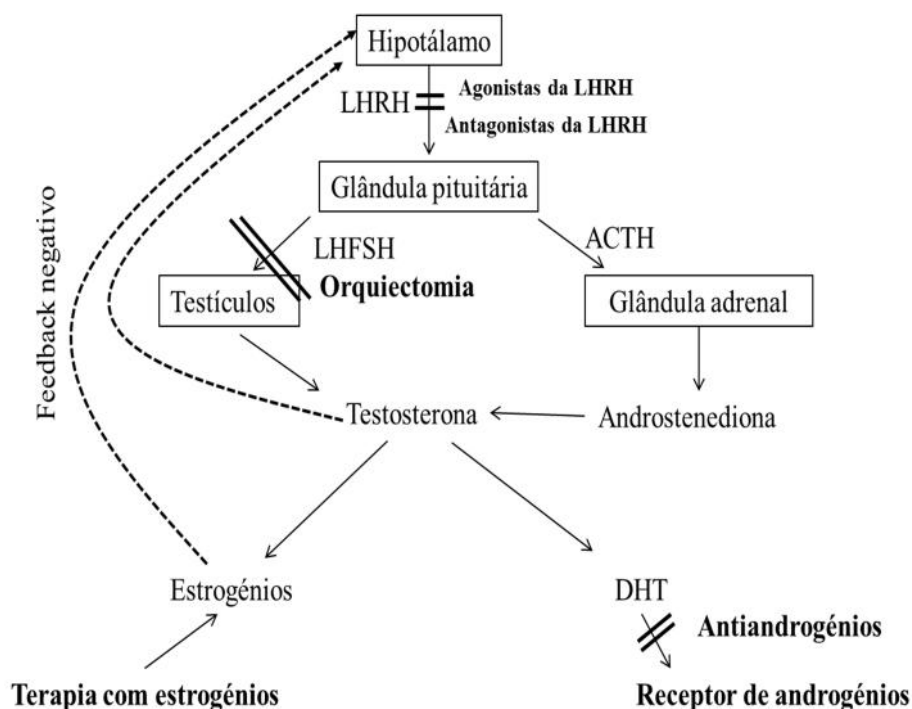 Hipotálamo
LHRH
Agonistas da LHRH
Antagonistas da LHRH
Glândula pituitária
Feedback negativo
LHFSH
ACTH
Orquiectomia
Testículos
Glândula adrenal
Testosterona
Androstenediona
Estrogénios
DHT
Antiandrogénios
Terapia com estrogénios
Receptor de androgénios